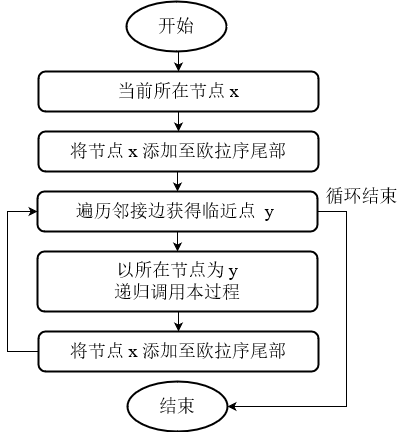 开始
当前所在节点 x
将节点 x 添加至欧拉序尾部
遍历邻接边获得临近点 y
循环结束
以所在节点为 y
递归调用本过程
将节点 x 添加至欧拉序尾部
结束